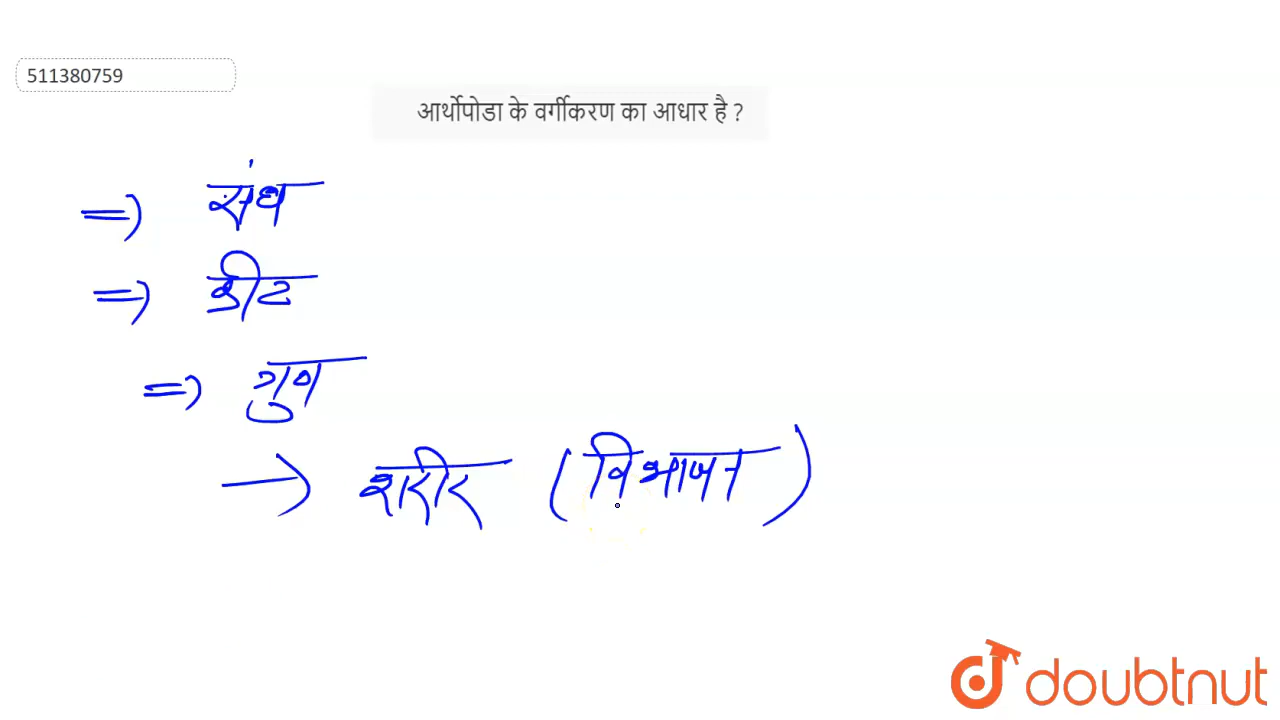 511380759
आर्थोपोडा के वर्गीकरण का आधार है ?
=> संघ
=> कीट
=> गुण
→ शरीर (विभाजन)
doubtnut